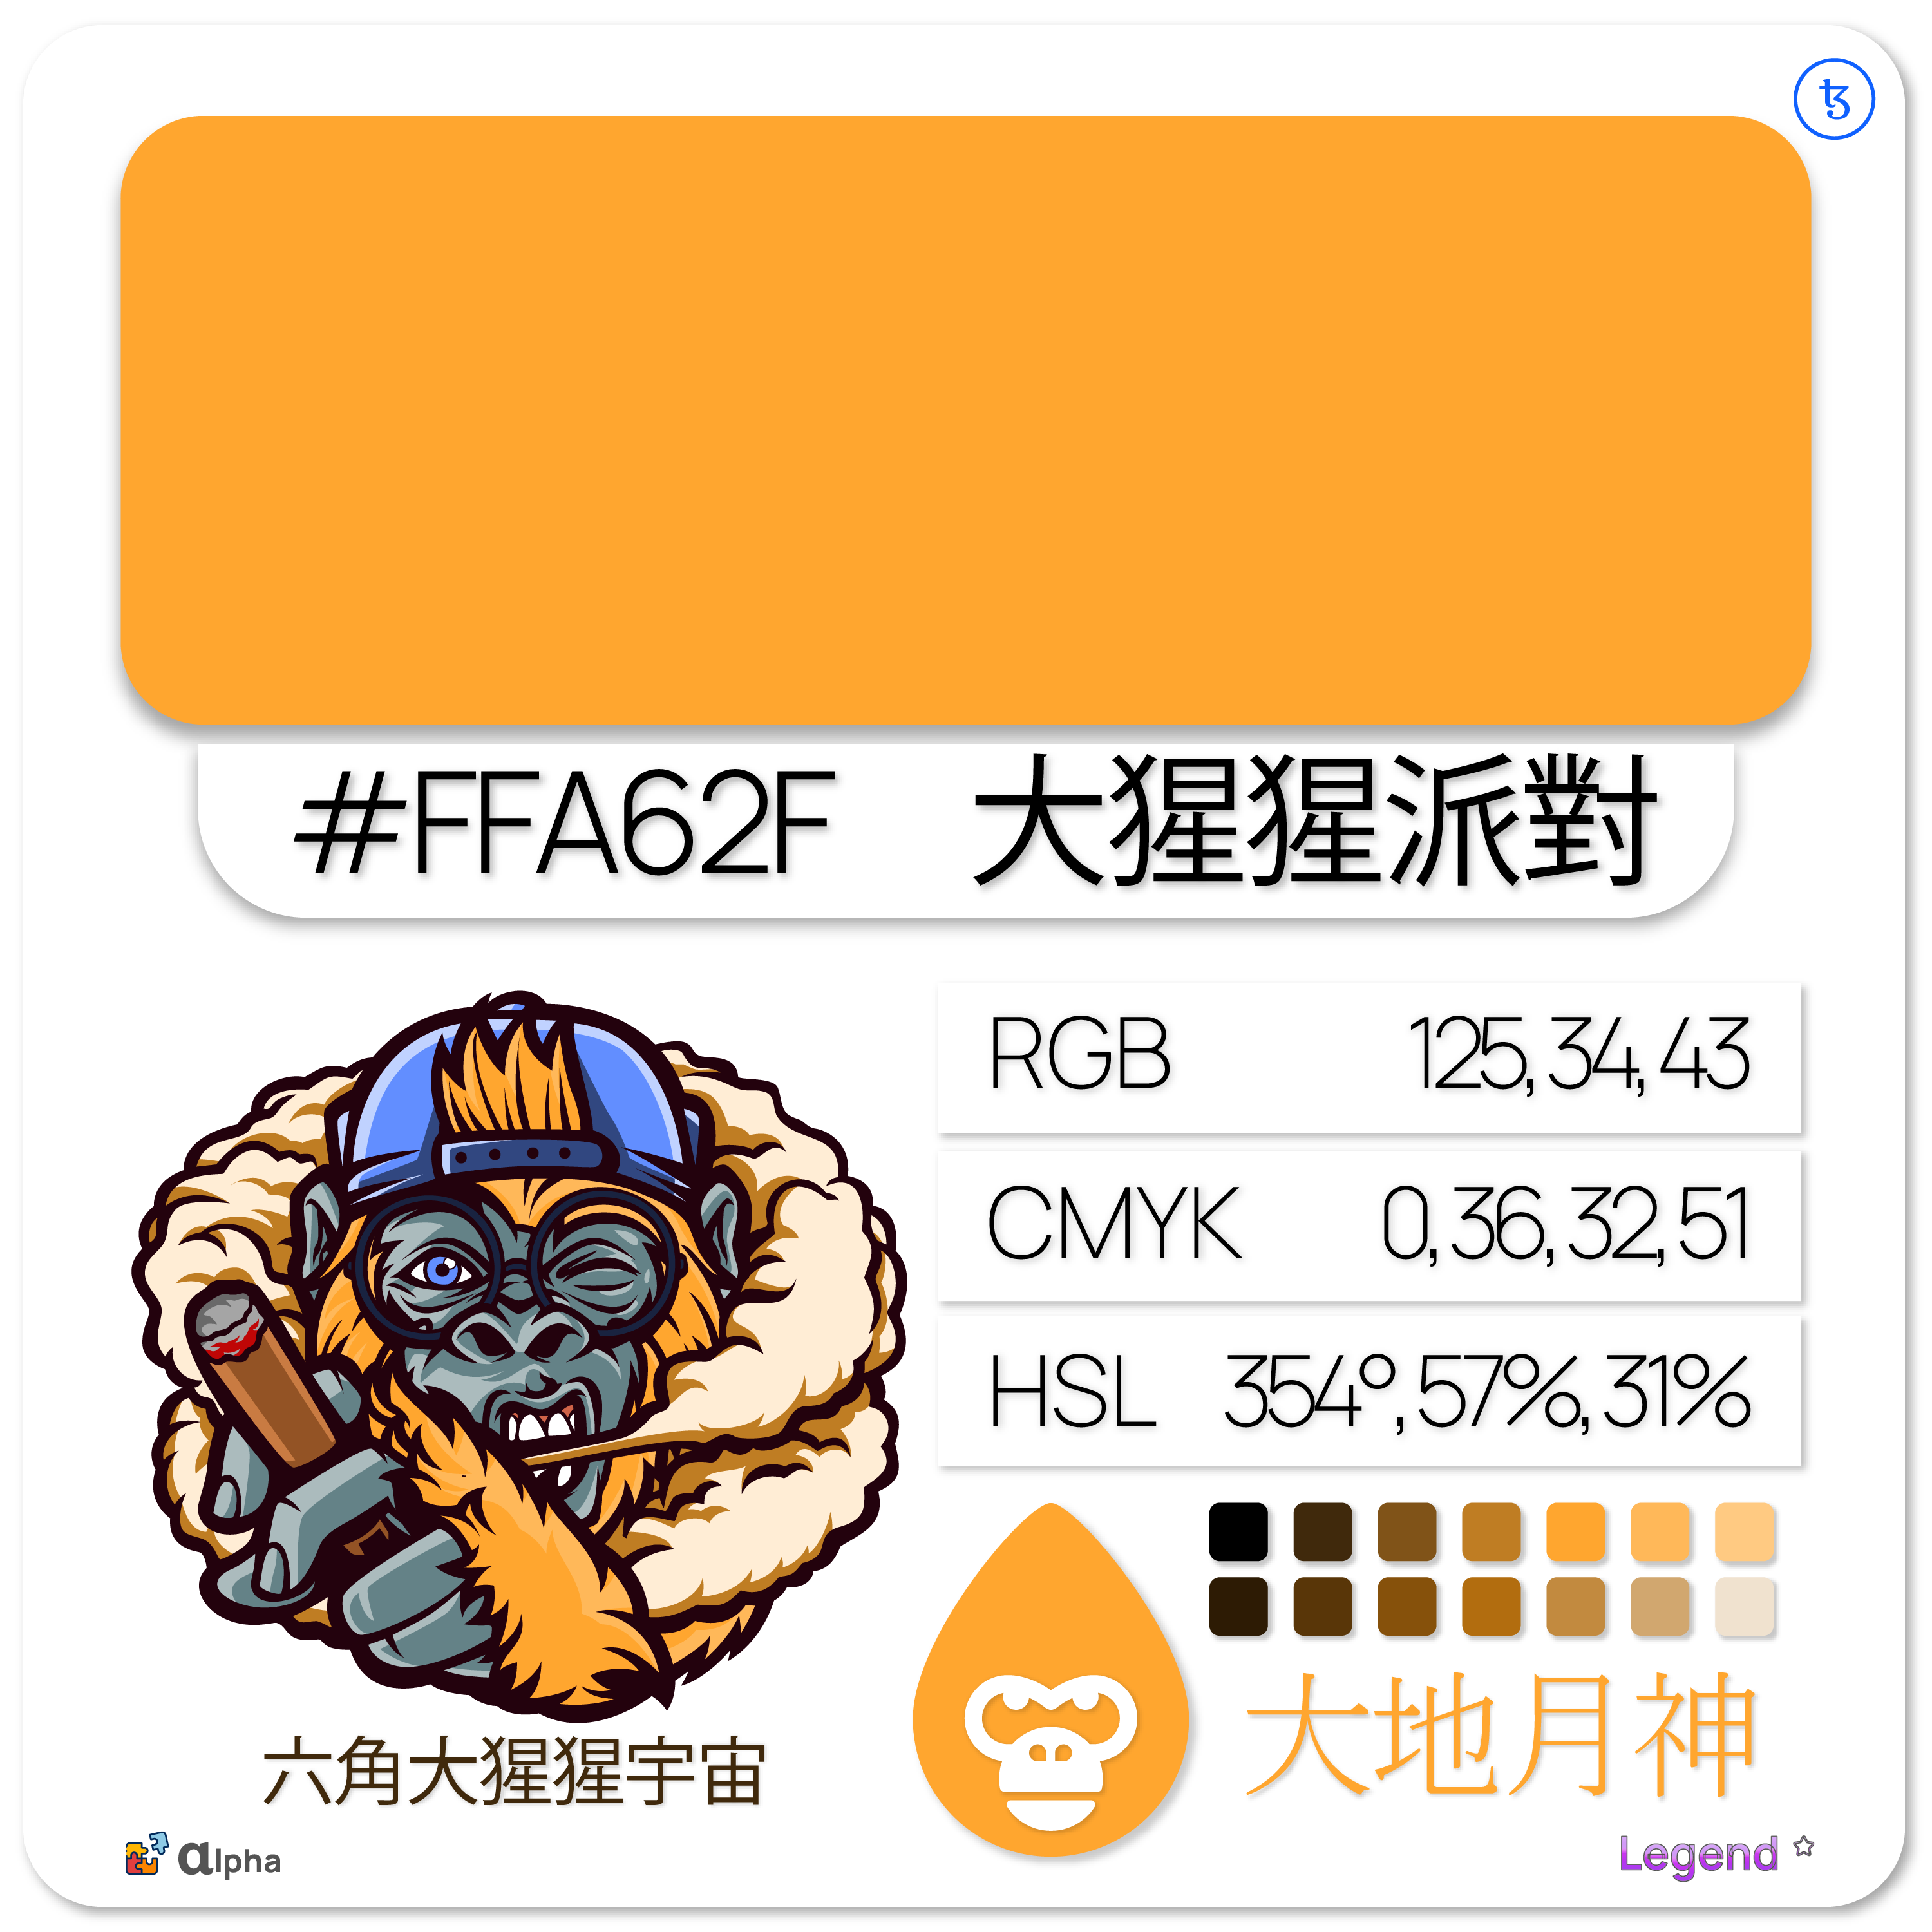 ꜩ
#FFA62F 大猩猩派對
RGB 125, 34, 43
CMYK 0, 36, 32, 51
HSL 354°, 57%, 31%
大地月神
六角大猩猩宇宙
αlpha
Legend